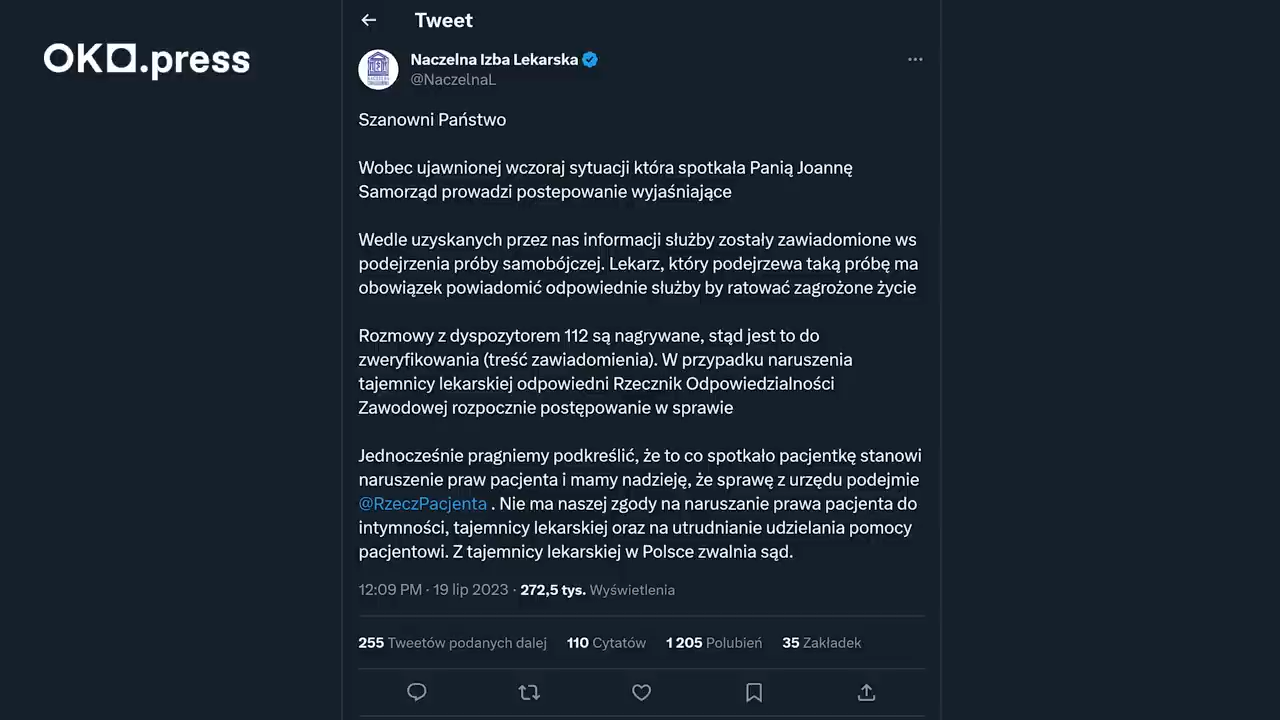 OKO.press
Tweet
Naczelna Izba Lekarska
@NaczelnaL
Szanowni Państwo
Wobec ujawnionej wczoraj sytuacji która spotkała Panią Joannę
Samorząd prowadzi postepowanie wyjaśniające
Wedle uzyskanych przez nas informacji służby zostały zawiadomione ws
podejrzenia próby samobójczej. Lekarz, który podejrzewa taką próbę ma
obowiązek powiadomić odpowiednie służby by ratować zagrożone życie
Rozmowy z dyspozytorem 112 są nagrywane, stąd jest to do
zweryfikowania (treść zawiadomienia). W przypadku naruszenia
tajemnicy lekarskiej odpowiedni Rzecznik Odpowiedzialności
Zawodowej rozpocznie postępowanie w sprawie
Jednocześnie pragniemy podkreślić, że to co spotkało pacjentkę stanowi
naruszenie praw pacjenta i mamy nadzieję, że sprawę z urzędu podejmie
@RzeczPacjenta . Nie ma naszej zgody na naruszanie prawa pacjenta do
intymności, tajemnicy lekarskiej oraz na utrudnianie udzielania pomocy
pacjentowi. Z tajemnicy lekarskiej w Polsce zwalnia sąd.
12:09 PM · 19 lip 2023 · 272,5 tys. Wyświetlenia
255 Tweetów podanych dalej 110 Cytatów 1 205 Polubień 35 Zakładek